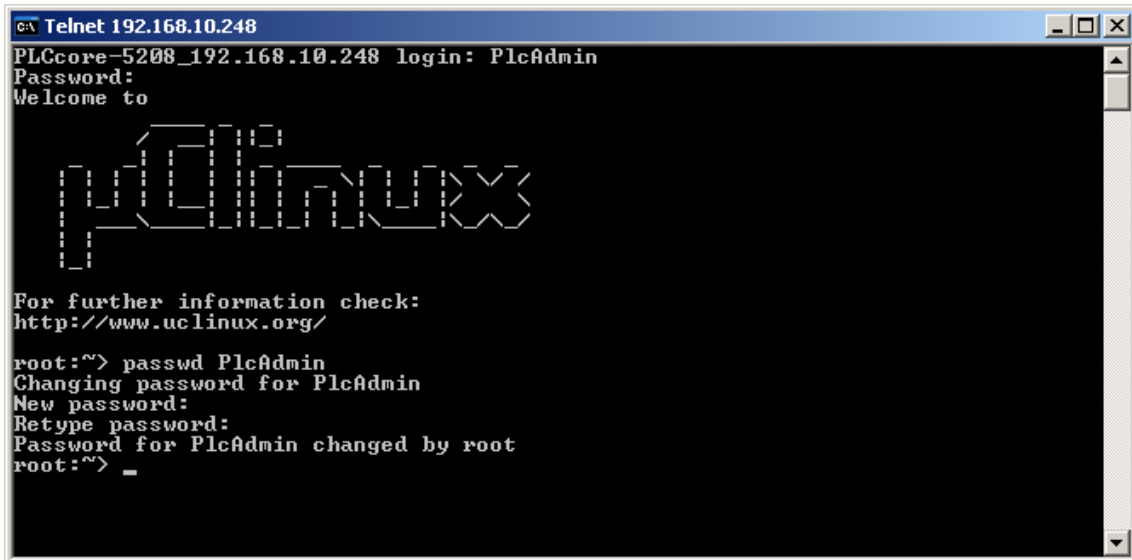 Telnet 192.168.10.248
PLCcore-5208_192.168.10.248 login: PlcAdmin
Password:
Welcome to
µClinux
For further information check:
http://www.uclinux.org/
root:~> passwd PlcAdmin
Changing password for PlcAdmin
New password:
Retype password:
Password for PlcAdmin changed by root
root:~> _